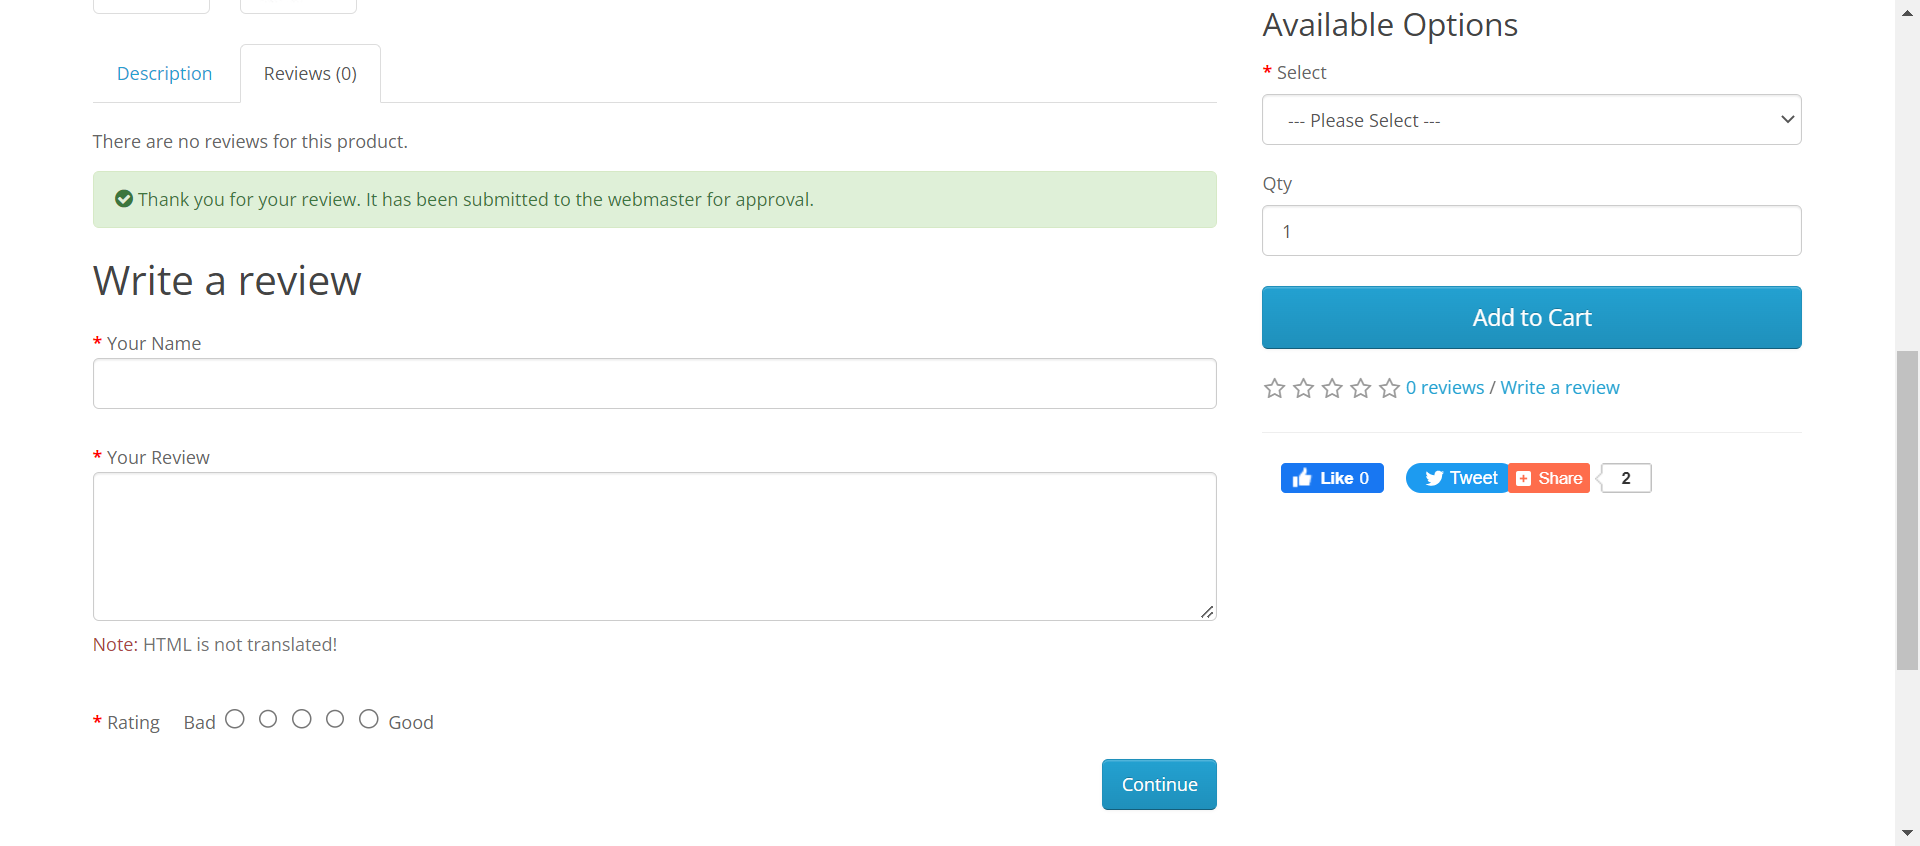 Description
Reviews (0)
There are no reviews for this product.
Thank you for your review. It has been submitted to the webmaster for approval.
Write a review
* Your Name
* Your Review
Note: HTML is not translated!
* Rating Bad Good
Continue
Available Options
* Select
--- Please Select ---
Qty
1
Add to Cart
0 reviews / Write a review
Like 0
Tweet
Share
2